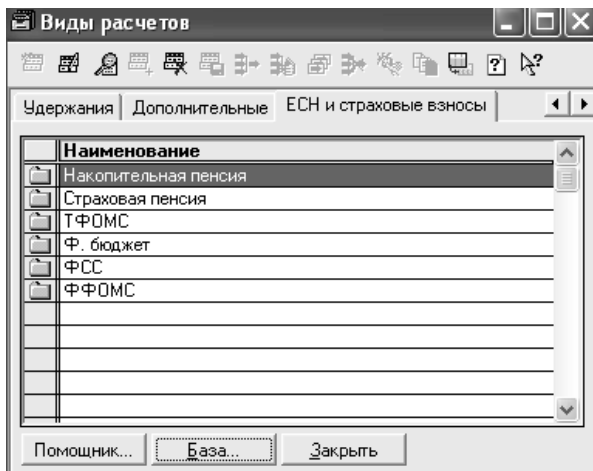 Виды расчетов
Удержания Дополнительные ЕСН и страховые взносы
Наименование
Накопительная пенсия
Страховая пенсия
ТФОМС
Ф. бюджет
ФСС
ФФОМС
Помощник... База... Закрыть